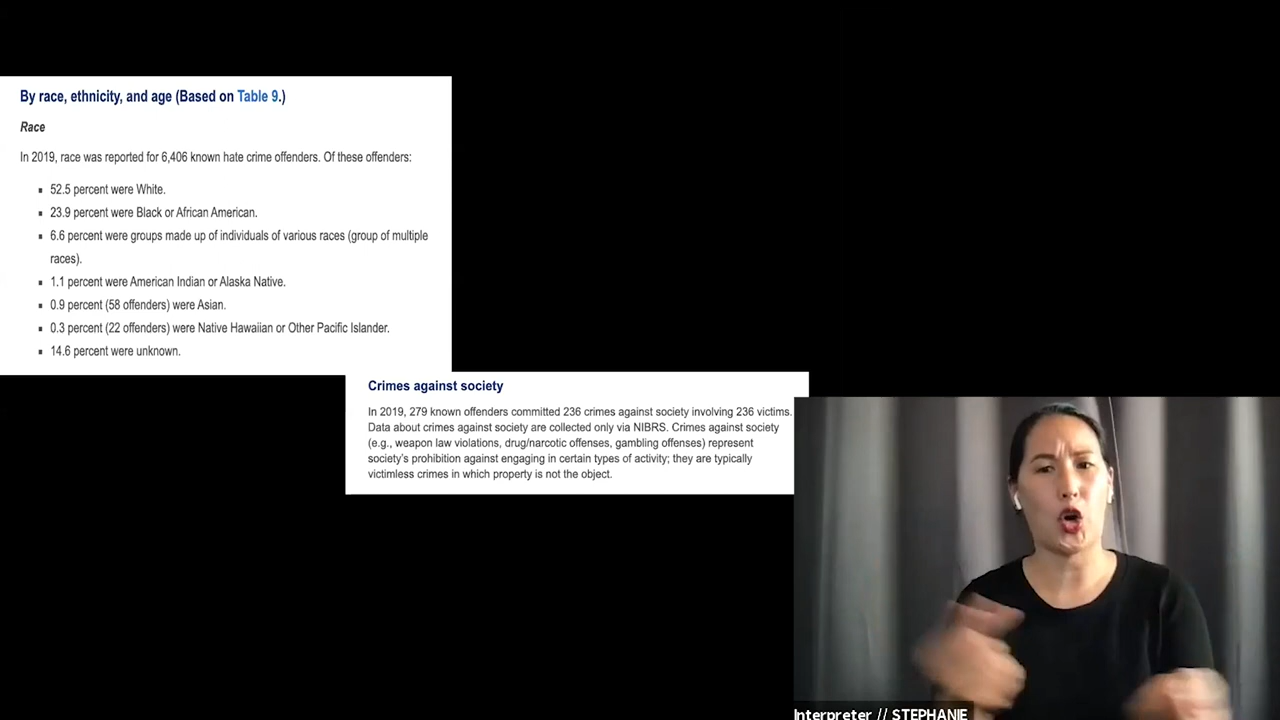 By race, ethnicity, and age (Based on Table 9.)
Race
In 2019, race was reported for 6,406 known hate crime offenders. Of these offenders:
▪ 52.5 percent were White.
▪ 23.9 percent were Black or African American.
▪ 6.6 percent were groups made up of individuals of various races (group of multiple
races).
▪ 1.1 percent were American Indian or Alaska Native.
▪ 0.9 percent (58 offenders) were Asian.
▪ 0.3 percent (22 offenders) were Native Hawaiian or Other Pacific Islander.
▪ 14.6 percent were unknown.
Crimes against society
In 2019, 279 known offenders committed 236 crimes against society involving 236 victims.
Data about crimes against society are collected only via NIBRS. Crimes against society
(e.g., weapon law violations, drug/narcotic offenses, gambling offenses) represent
society's prohibition against engaging in certain types of activity; they are typically
victimless crimes in which property is not the object.
Interpreter // STEPHANIE